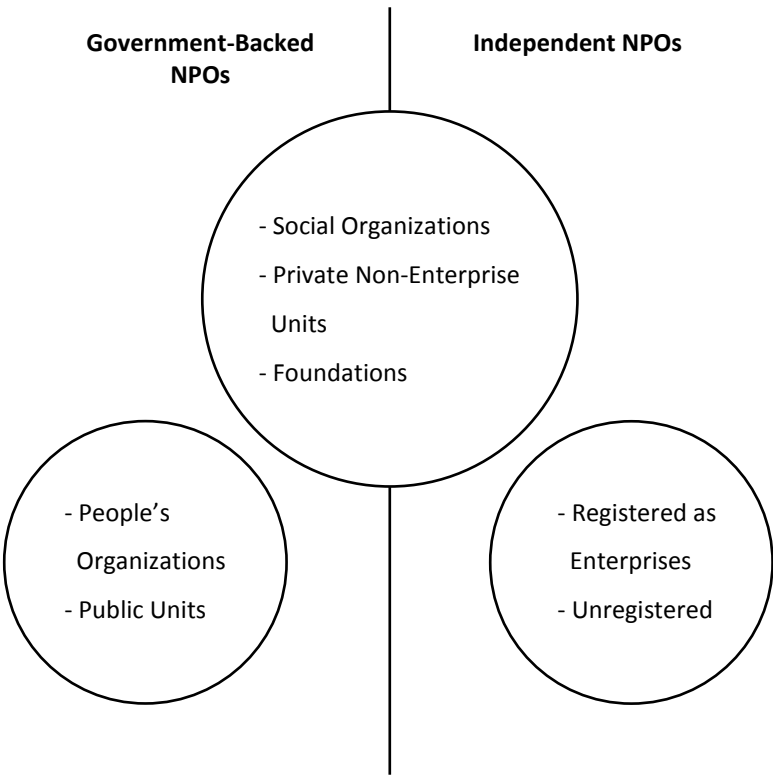 Government-Backed
NPOs
Independent NPOs
- Social Organizations
- Private Non-Enterprise
Units
- Foundations
- People’s
Organizations
- Public Units
- Registered as
Enterprises
- Unregistered